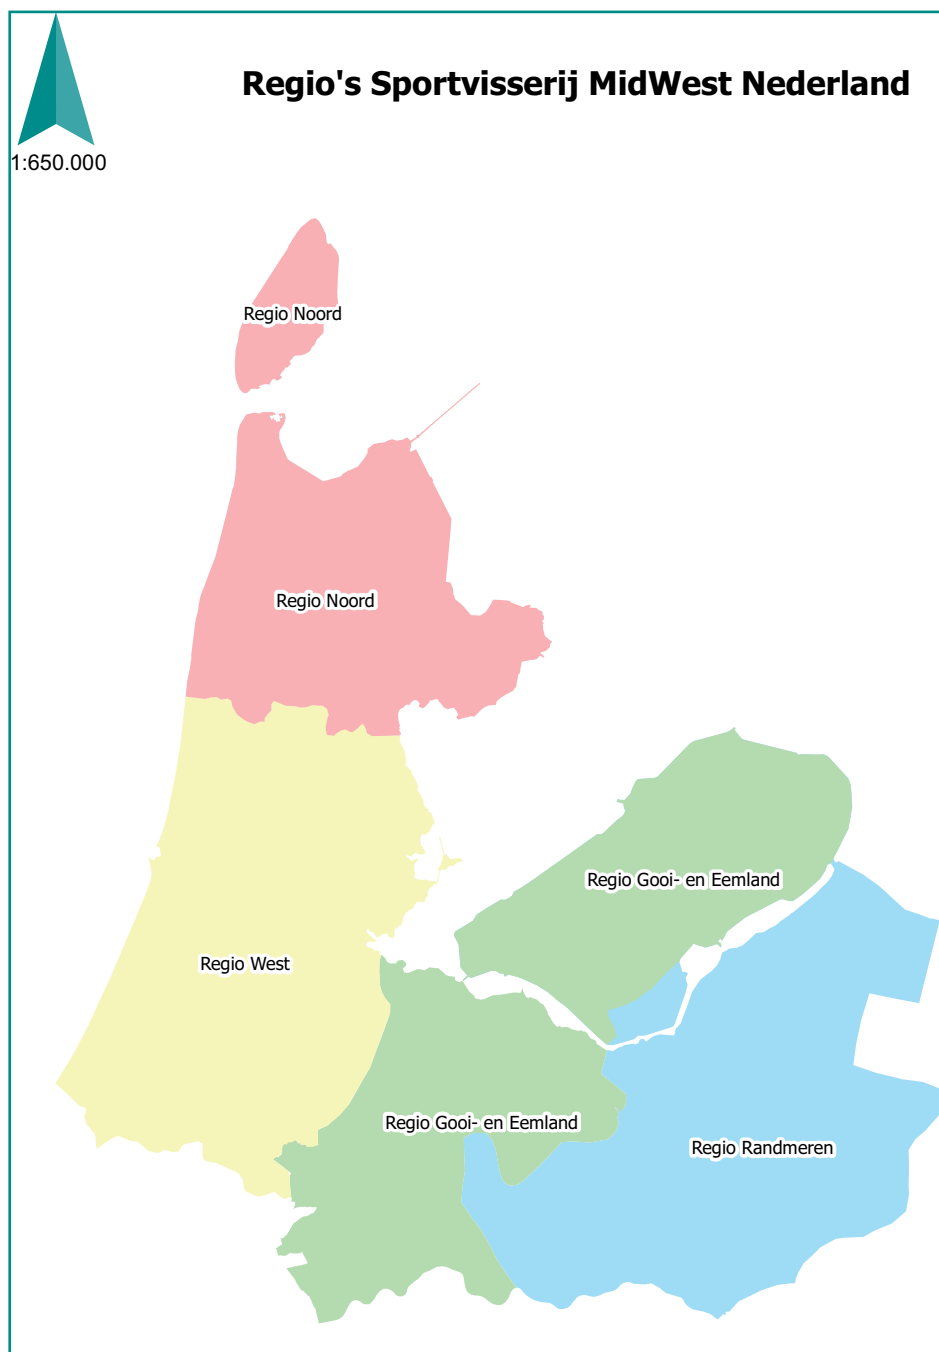 Regio's Sportvisserij MidWest Nederland
1:650.000
Regio Noord
Regio Noord
Regio Gooi- en Eemland
Regio West
Regio Gooi- en Eemland
Regio Randmeren